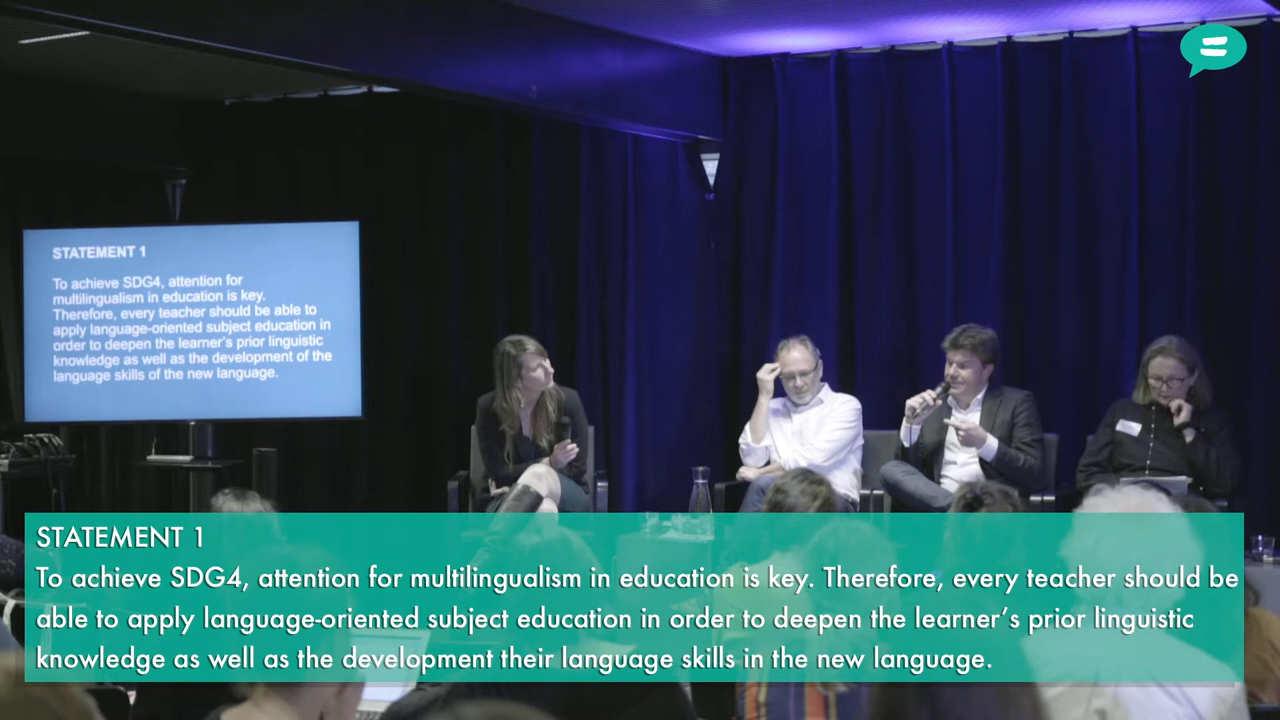 STATEMENT 1
To achieve SDG4, attention for
multilingualism in education is key.
Therefore, every teacher should be able to
apply language-oriented subject education in
order to deepen the learner's prior linguistic
knowledge as well as the development of the
language skills of the new language.
STATEMENT 1
To achieve SDG4, attention for multilingualism in education is key. Therefore, every teacher should be
able to apply language-oriented subject education in order to deepen the learner's prior linguistic
knowledge as well as the development their language skills in the new language.